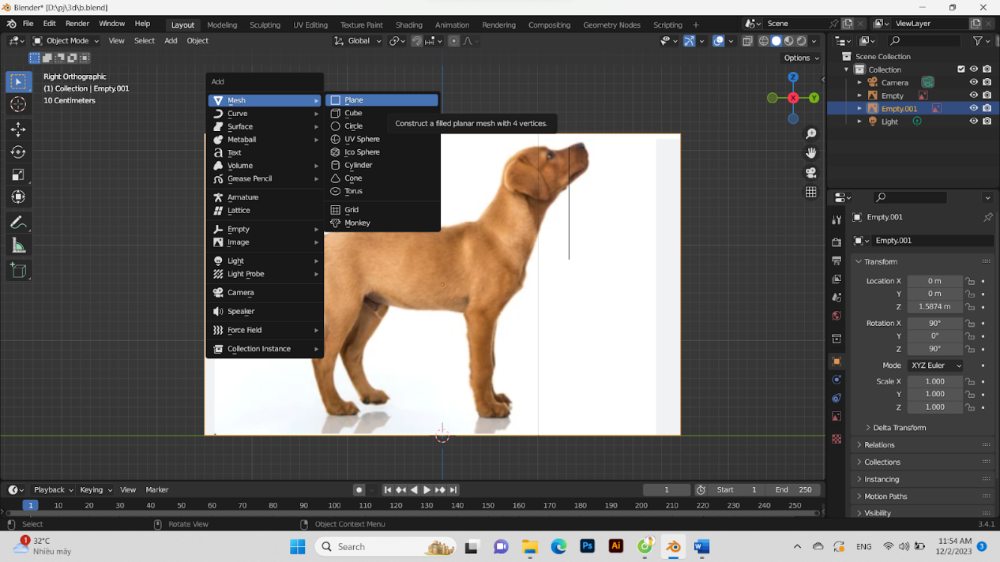 Blender* [D:\pj\3d\b.blend]
File Edit Render Window Help Layout Modeling Sculpting UV Editing Texture Paint Shading Animation Rendering Compositing Geometry Nodes Scripting + Scene ViewLayer
Object Mode View Select Add Object Global
Options
Right Orthographic
(1) Collection | Empty.001
10 Centimeters
Add
Mesh
Curve
Surface
Metaball
Text
Volume
Grease Pencil
Armature
Lattice
Empty
Image
Light
Light Probe
Camera
Speaker
Force Field
Collection Instance
Plane
Cube
Circle
UV Sphere
Ico Sphere
Cylinder
Cone
Torus
Grid
Monkey
Construct a filled planar mesh with 4 vertices.
Z
X
Y
Scene Collection
Collection
Camera
Empty
Empty.001
Light
Empty.001
Empty.001
Transform
Location X 0 m
Y 0 m
Z 1.5874 m
Rotation X 90°
Y 0°
Z 90°
Mode XYZ Euler
Scale X 1.000
Y 1.000
Z 1.000
Delta Transform
Relations
Collections
Instancing
Motion Paths
Visibility
Playback Keying View Marker 1 Start 1 End 250
1 10 20 30 40 50 60 70 80 90 100 110 120 130 140 150 160 170 180 190 200 210 220 230 240 250
Select Rotate View Object Context Menu 3.4.1
1 32°C
Nhiều mây
Search
Ps Ai W
ENG
11:54 AM
12/2/2023
3